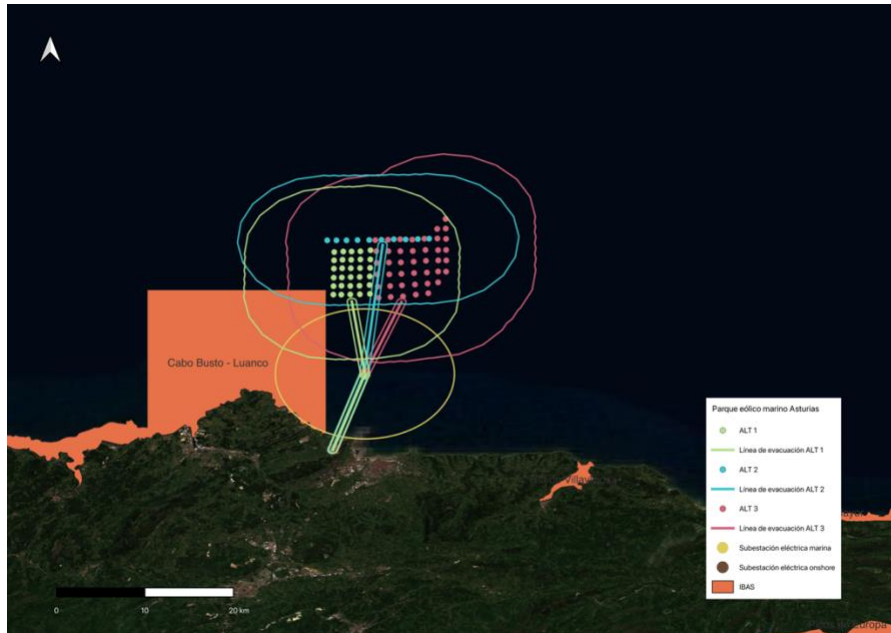 Cabo Busto - Luanco
Parque eólico marino Asturias
ALT 1
Línea de evacuación ALT 1
ALT 2
Línea de evacuación ALT 2
ALT 3
Línea de evacuación ALT 3
Subestación eléctrica marina
Subestación eléctrica onshore
IBAS
0 10 20 km